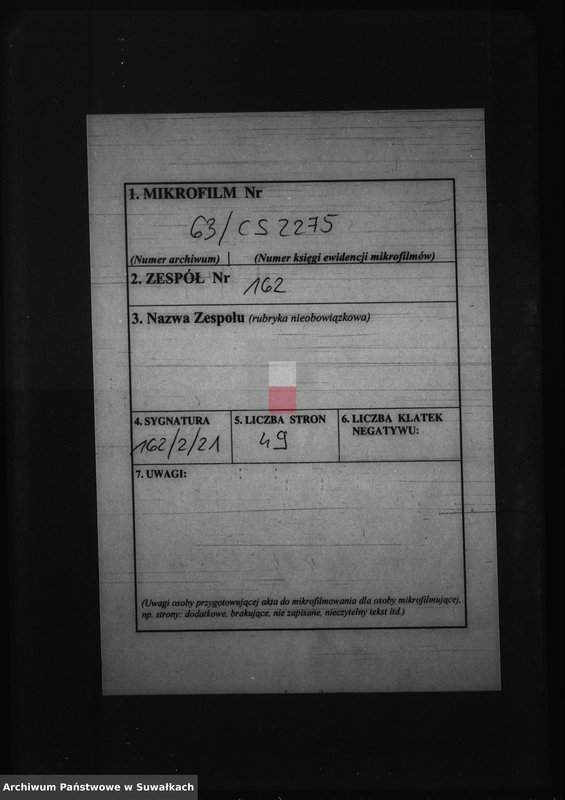 1. MIKROFILM Nr
63/CS2275
(Numer archiwum) (Numer księgi ewidencji mikrofilmów)
2. ZESPÓŁ Nr 162
3. Nazwa Zespołu (rubryka nieobowiązkowa)
4. SYGNATURA
162/2/21
5. LICZBA STRON
49
6. LICZBA KLATEK
NEGATYWU:
7. UWAGI:
(Uwagi osoby przygotowującej akta do mikrofilmowania dla osoby mikrofilmującej,
np. strony: dodatkowe, brakujące, nie zapisane, nieczytelny tekst itd.)
Archiwum Państwowe w Suwałkach